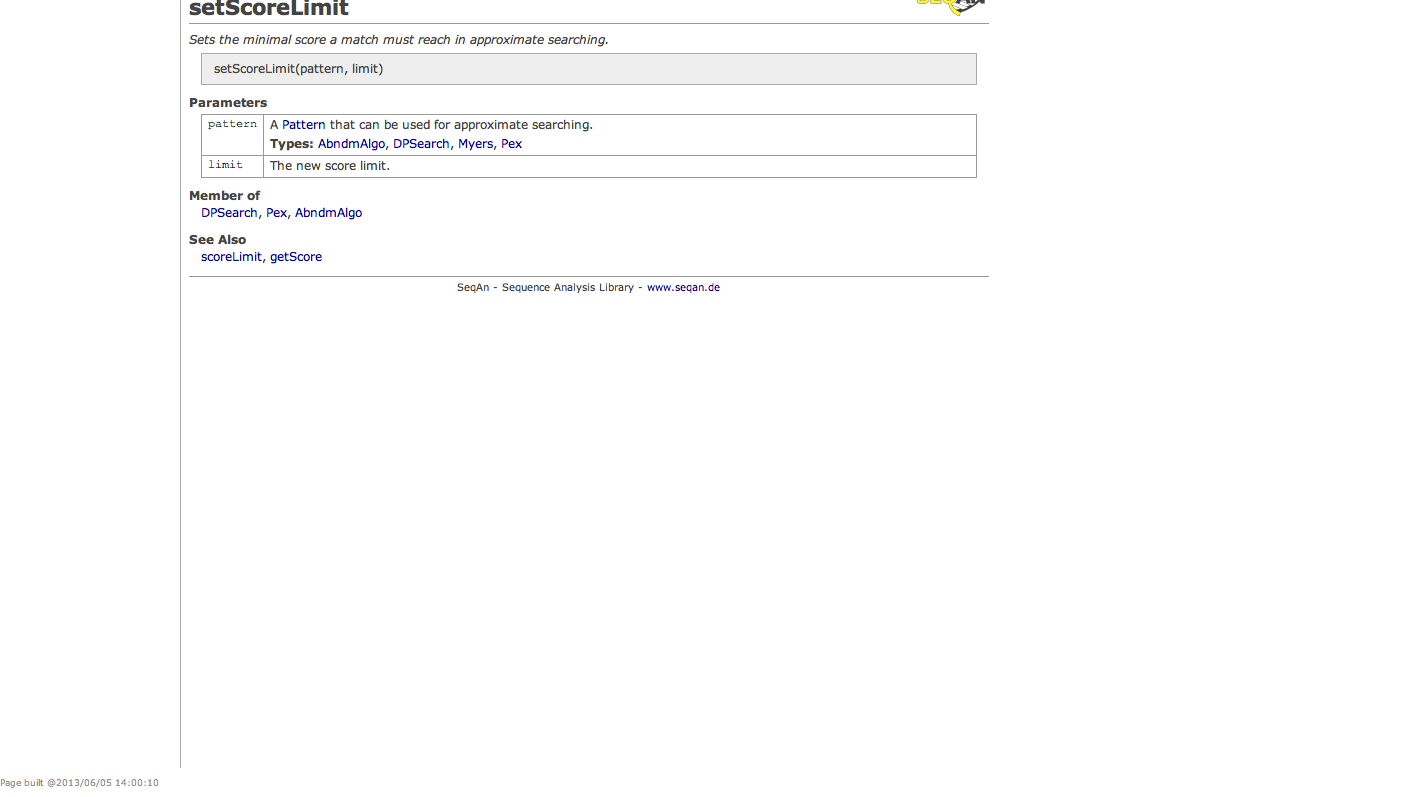 setScoreLimit
Sets the minimal score a match must reach in approximate searching.
setScoreLimit(pattern, limit)
Parameters
pattern A Pattern that can be used for approximate searching.
Types: AbndmAlgo, DPSearch, Myers, Pex
limit The new score limit.
Member of
DPSearch, Pex, AbndmAlgo
See Also
scoreLimit, getScore
SeqAn - Sequence Analysis Library - www.seqan.de
Page built @2013/06/05 14:00:10